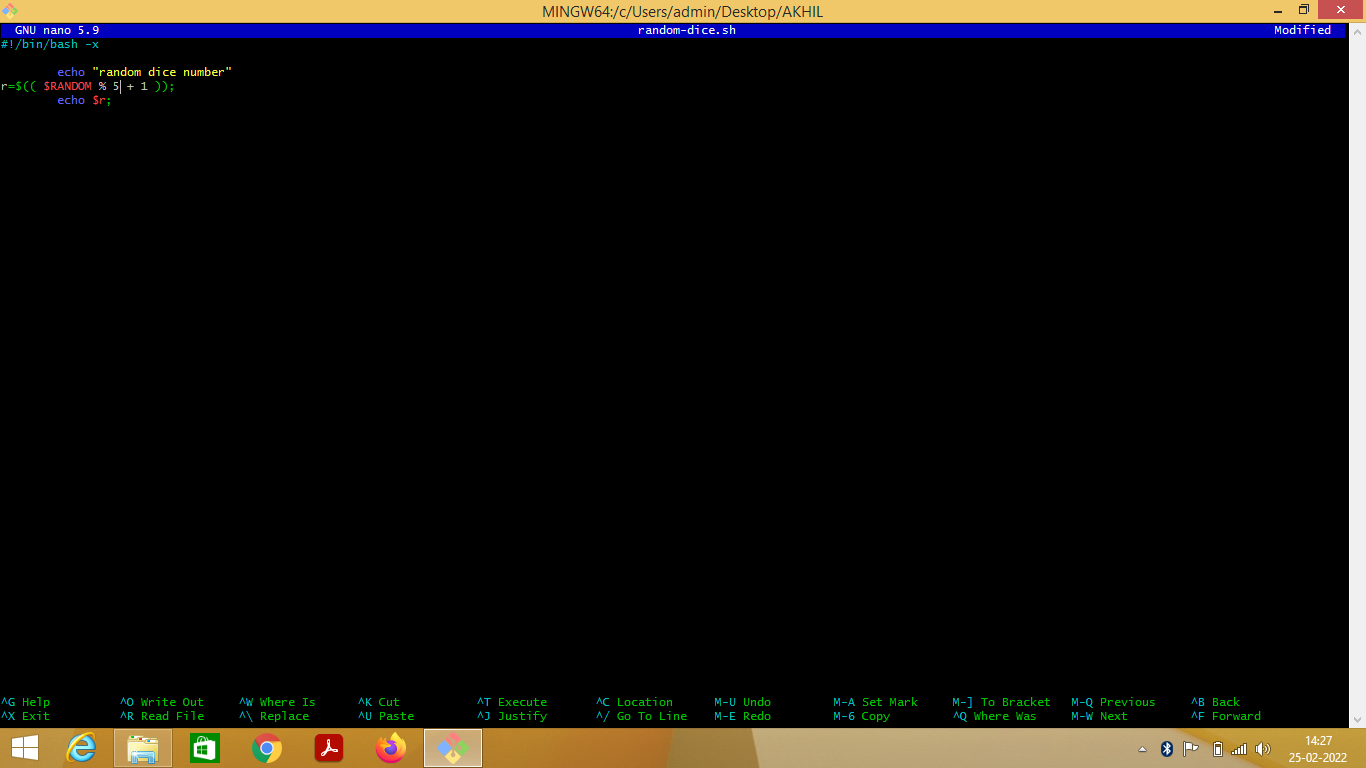 MINGW64:/c/Users/admin/Desktop/AKHIL
GNU nano 5.9 random-dice.sh Modified
#!/bin/bash -x
echo "random dice number"
r=$(( $RANDOM % 5 + 1 ));
echo $r;
^G Help ^O Write Out ^W Where Is ^K Cut ^T Execute ^C Location M-U Undo M-A Set Mark M-] To Bracket M-Q Previous ^B Back
^X Exit ^R Read File ^\ Replace ^U Paste ^J Justify ^/ Go To Line M-E Redo M-6 Copy ^Q Where Was M-W Next ^F Forward
14:27
25-02-2022